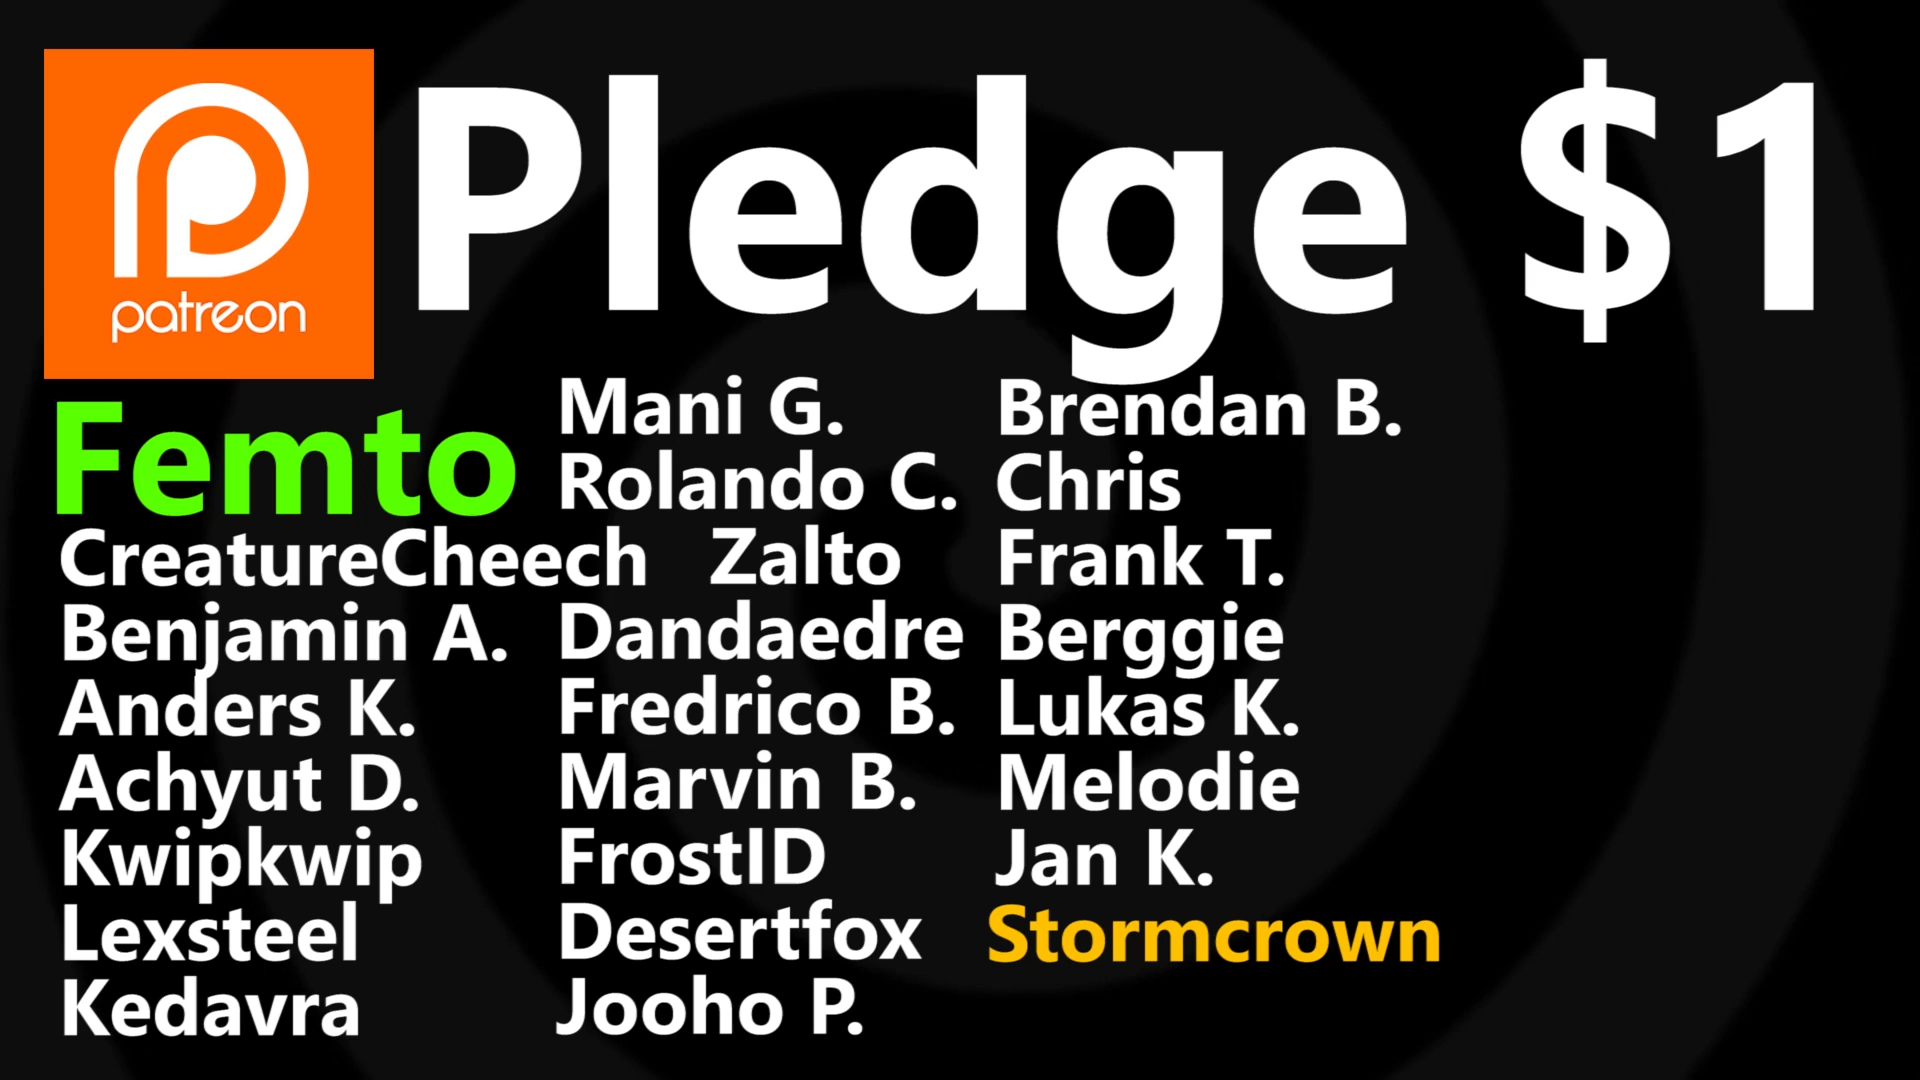 patreon
Pledge $1
Femto
CreatureCheech
Benjamin A.
Anders K.
Achyut D.
Kwipkwip
Lexsteel
Kedavra
Mani G.
Rolando C.
Zalto
Dandaedre
Fredrico B.
Marvin B.
FrostID
Desertfox
Jooho P.
Brendan B.
Chris
Frank T.
Berggie
Lukas K.
Melodie
Jan K.
Stormcrown